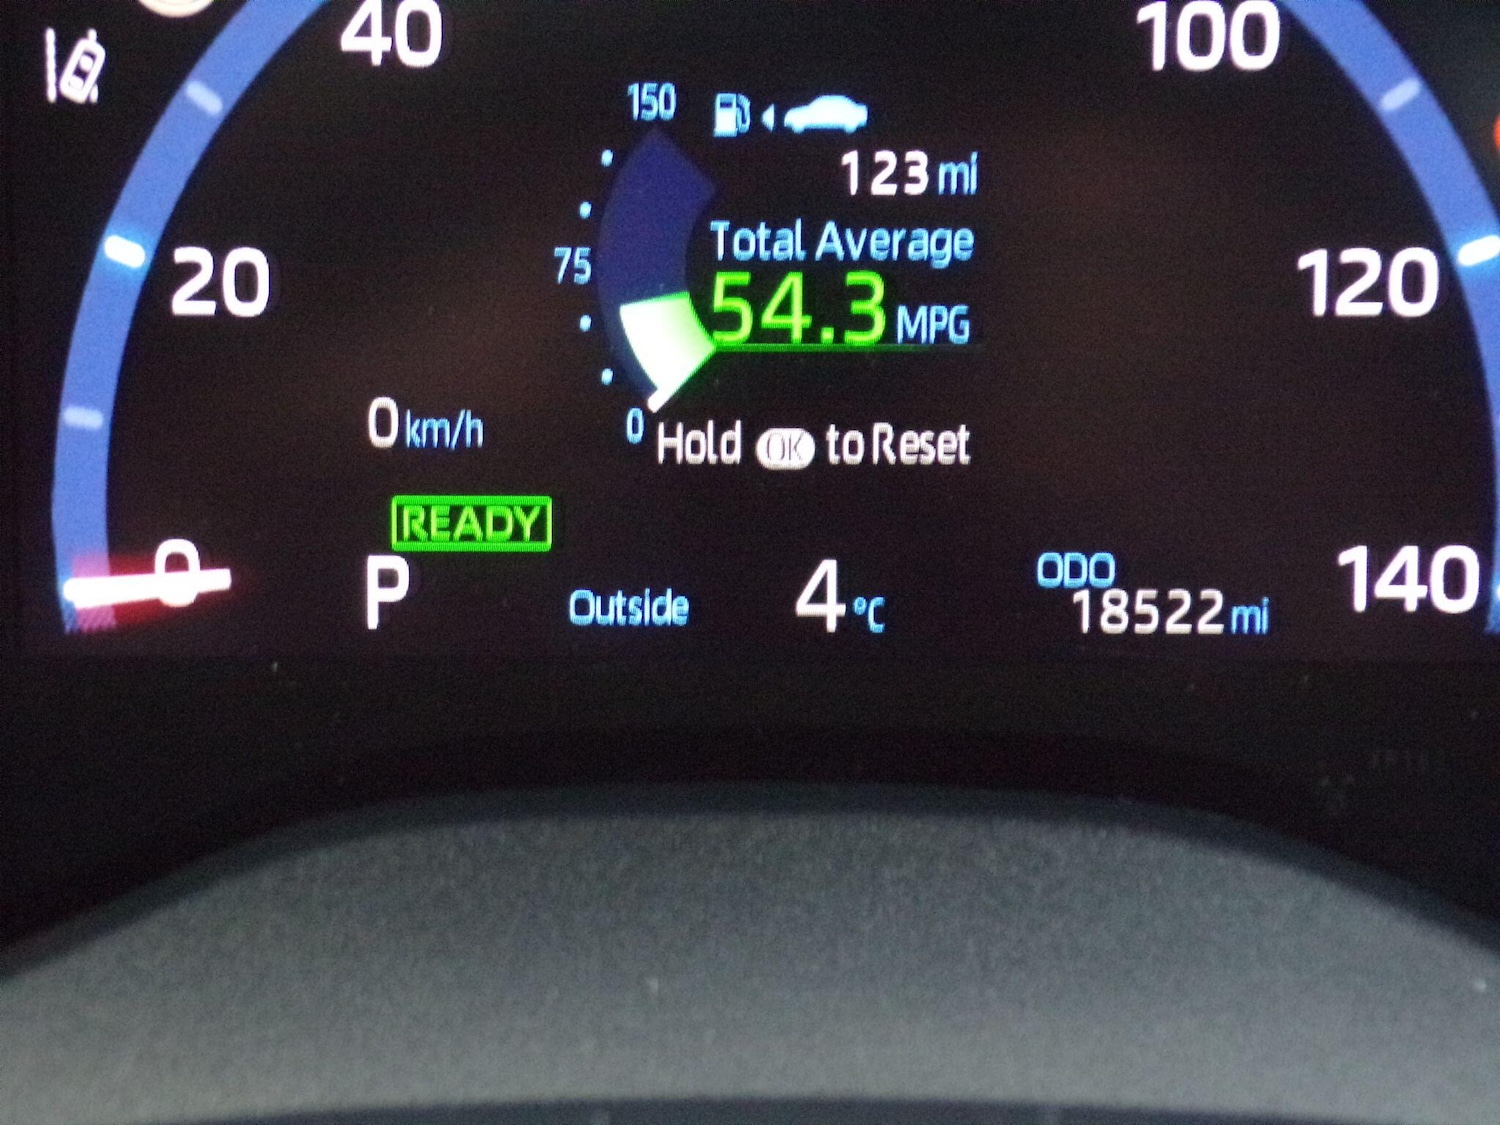 40
100
150
123 mi
Total Average
20
75
54.3 MPG
120
0 km/h
0
Hold OK to Reset
READY
0
P
Outside
4 °C
ODO
18522 mi
140